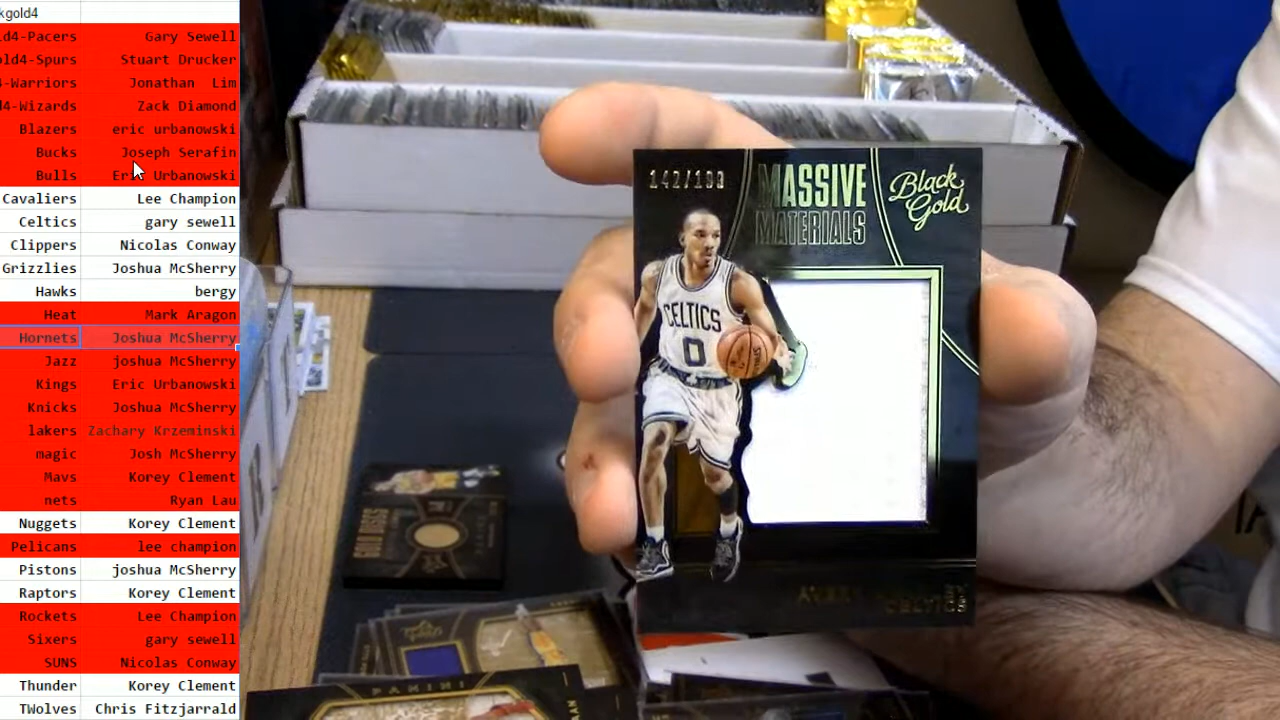 kgold4
ld4-Pacers Gary Sewell
old4-Spurs Stuart Drucker
4-Warriors Jonathan Lim
d4-Wizards Zack Diamond
Blazers eric urbanowski
Bucks Joseph Serafin
Bulls Eric Urbanowski
Cavaliers Lee Champion
Celtics gary sewell
Clippers Nicolas Conway
Grizzlies Joshua McSherry
Hawks bergy
Heat Mark Aragon
Hornets Joshua McSherry
Jazz joshua McSherry
Kings Eric Urbanowski
Knicks Joshua McSherry
lakers Zachary Krzeminski
magic Josh McSherry
Mavs Korey Clement
nets Ryan Lau
Nuggets Korey Clement
Pelicans lee champion
Pistons joshua McSherry
Raptors Korey Clement
Rockets Lee Champion
Sixers gary sewell
SUNS Nicolas Conway
Thunder Korey Clement
TWolves Chris Fitzjarrald
MASSIVE
MATERIALS
Black
Gold
CELTICS
0
AVERY
CELTICS
PANINI